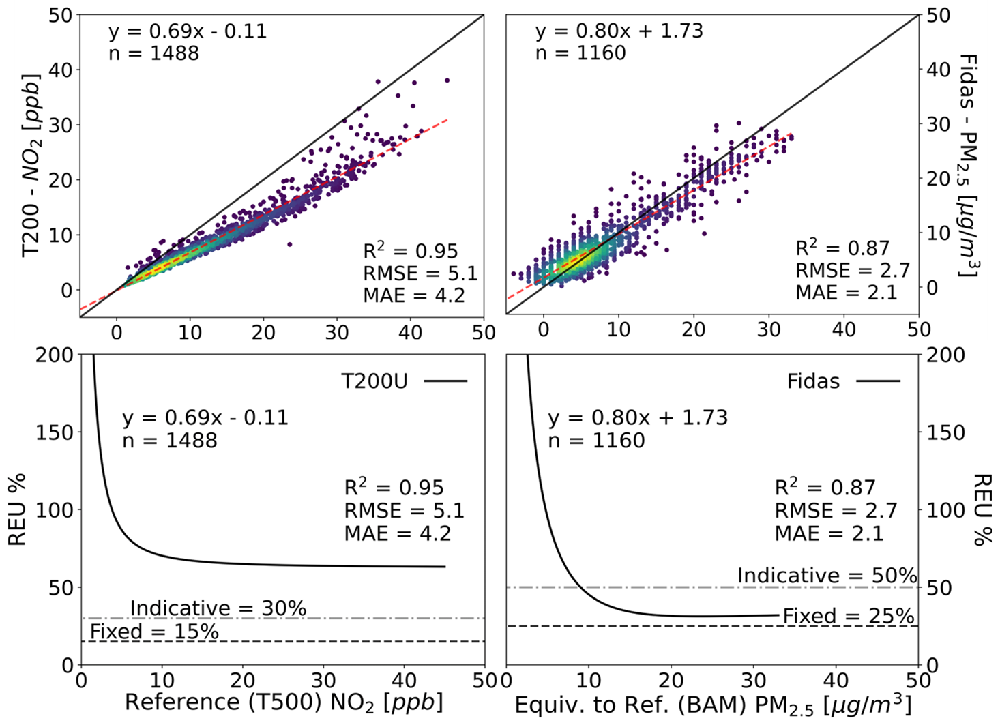 50
40
30
20
10
0
T200 - NO2 [ppb]
y = 0.69x - 0.11
n = 1488
R2 = 0.95
RMSE = 5.1
MAE = 4.2
0 10 20 30 40 50
y = 0.80x + 1.73
n = 1160
R2 = 0.87
RMSE = 2.7
MAE = 2.1
0 10 20 30 40 50
50
40
30
20
10
0
Fidas - PM2.5 [μg/m3]
200
150
100
50
0
REU %
T200U
y = 0.69x - 0.11
n = 1488
R2 = 0.95
RMSE = 5.1
MAE = 4.2
Indicative = 30%
Fixed = 15%
0 10 20 30 40 50
Reference (T500) NO2 [ppb]
Fidas
y = 0.80x + 1.73
n = 1160
R2 = 0.87
RMSE = 2.7
MAE = 2.1
Indicative = 50%
Fixed = 25%
0 10 20 30 40 50
Equiv. to Ref. (BAM) PM2.5 [μg/m3]
200
150
100
50
0
REU %